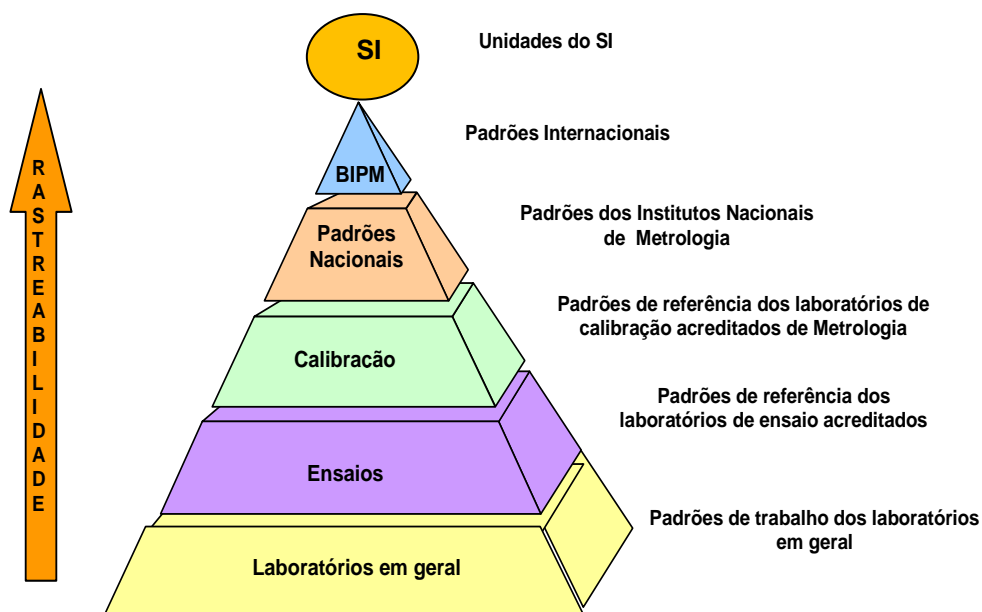 SI
Unidades do SI
BIPM
Padrões Internacionais
Padrões
Nacionais
Padrões dos Institutos Nacionais
de Metrologia
Calibração
Padrões de referência dos laboratórios de
calibração acreditados de Metrologia
Ensaios
Padrões de referência dos
laboratórios de ensaio acreditados
Laboratórios em geral
Padrões de trabalho dos laboratórios
em geral
RASTREABILIDADE